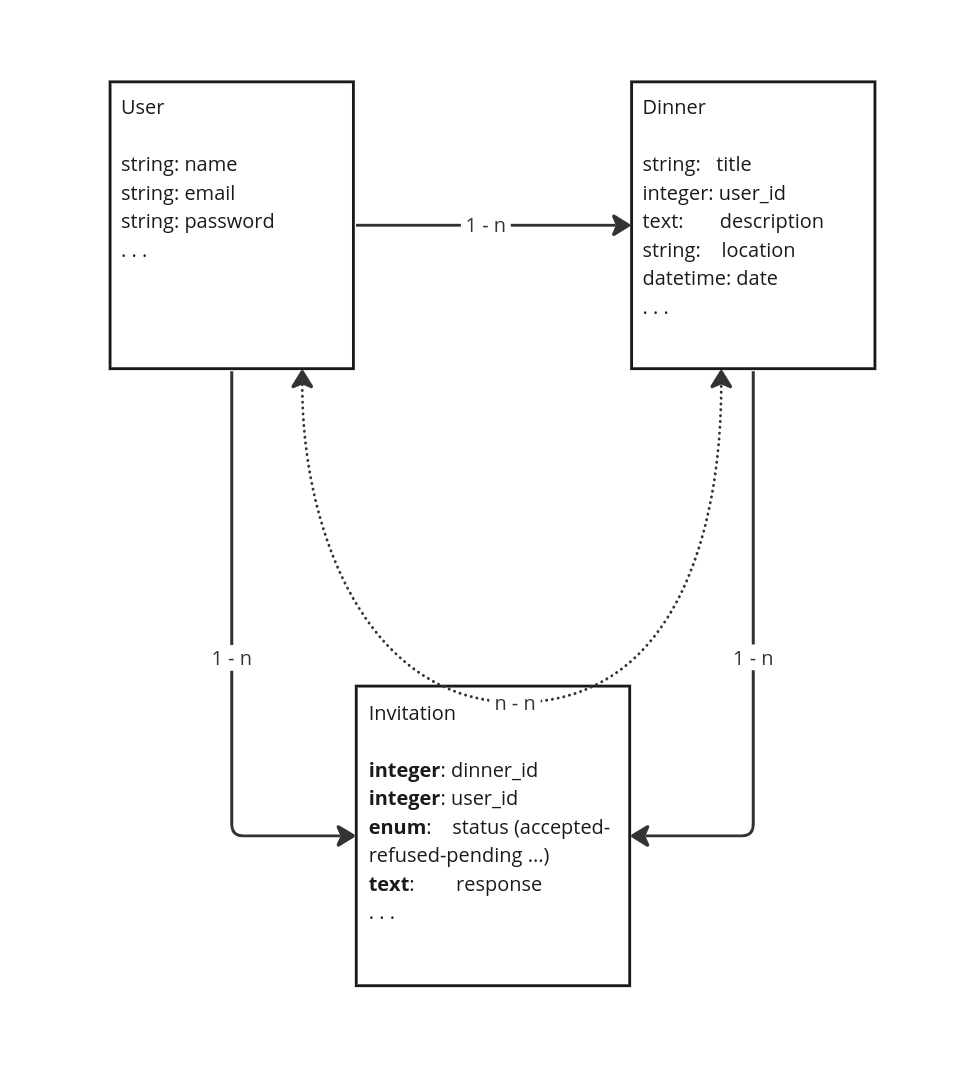 User
string: name
string: email
string: password
. . .
1 - n
Dinner
string: title
integer: user_id
text: description
string: location
datetime: date
. . .
1 - n
1 - n
n - n
Invitation
integer: dinner_id
integer: user_id
enum: status (accepted-
refused-pending ...)
text: response
. . .